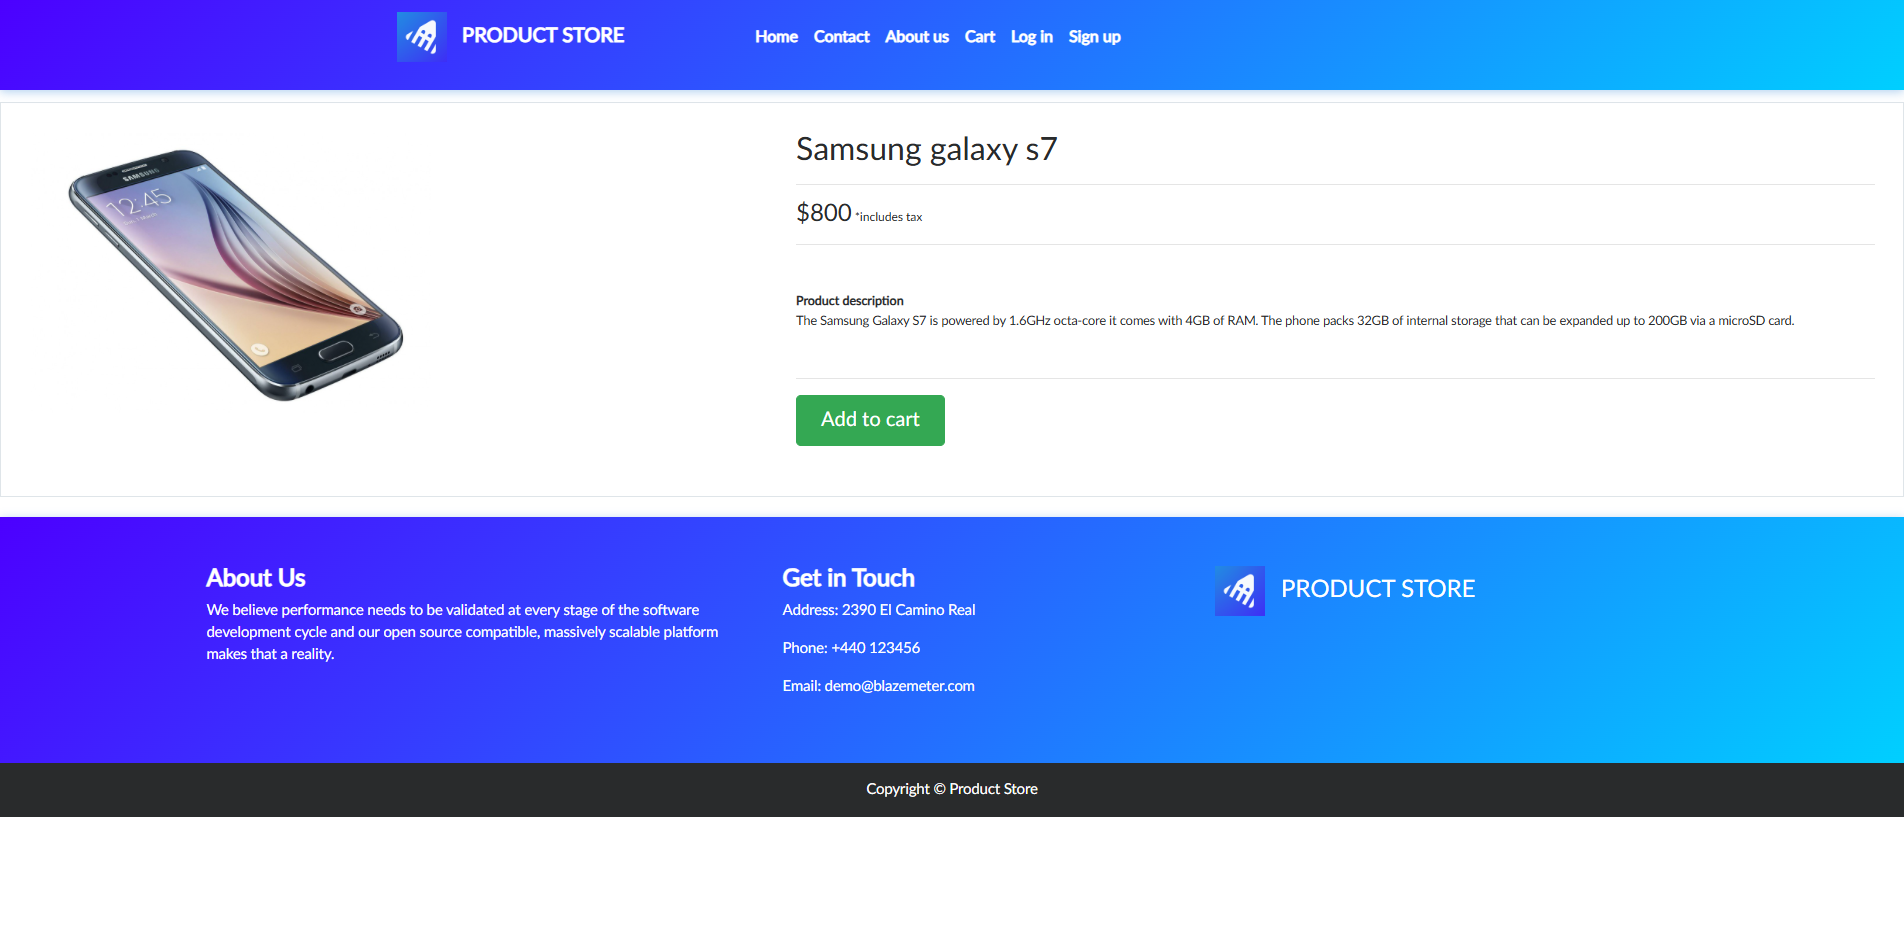 PRODUCT STORE
Home Contact About us Cart Log in Sign up
SAMSUNG
12:45
Samsung galaxy s7
$800 *includes tax
Product description
The Samsung Galaxy S7 is powered by 1.6GHz octa-core it comes with 4GB of RAM. The phone packs 32GB of internal storage that can be expanded up to 200GB via a microSD card.
Add to cart
About Us
We believe performance needs to be validated at every stage of the software
development cycle and our open source compatible, massively scalable platform
makes that a reality.
Get in Touch
Address: 2390 El Camino Real
Phone: +440 123456
Email: demo@blazemeter.com
PRODUCT STORE
Copyright © Product Store